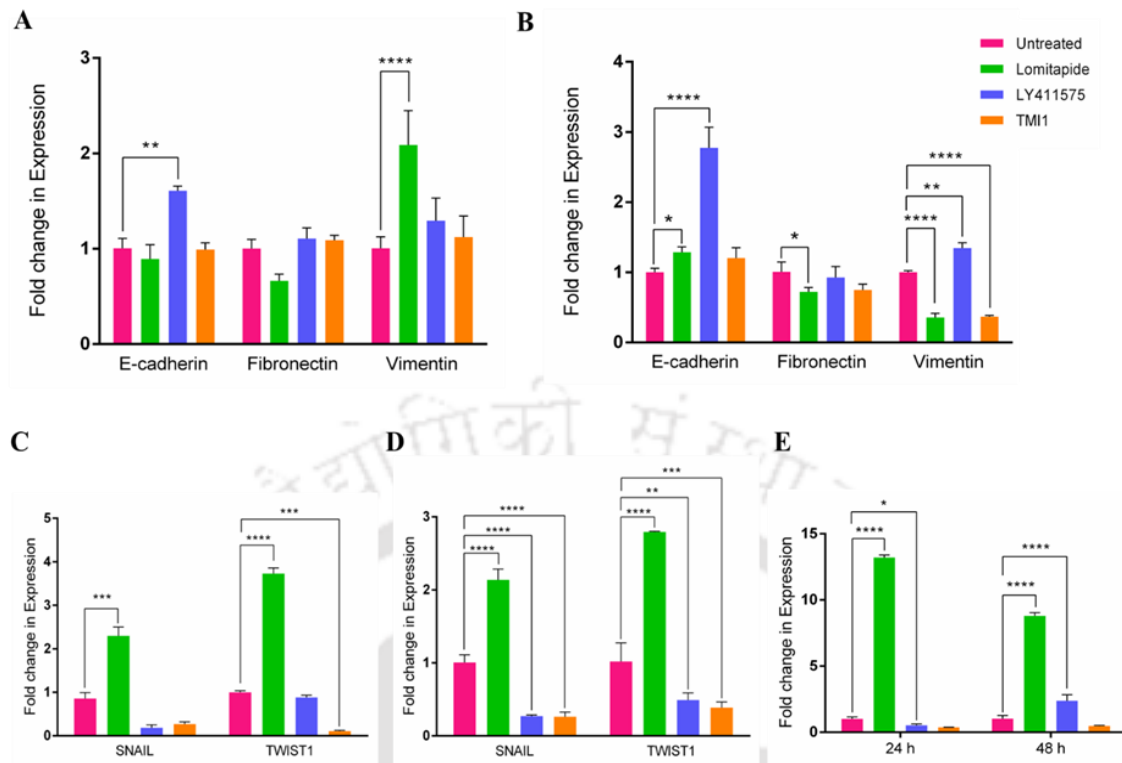 A
Fold change in Expression
3
2
1
0
**
****
E-cadherin Fibronectin Vimentin
B
Fold change in Expression
4
3
2
1
0
****
*
*
****
**
****
E-cadherin Fibronectin Vimentin
Untreated
Lomitapide
LY411575
TMI1
C
Fold change in Expression
5
4
3
2
1
0
***
****
***
SNAIL TWIST1
D
Fold change in Expression
3
2
1
0
****
****
****
***
**
****
SNAIL TWIST1
E
Fold change in Expression
15
10
5
0
*
****
****
****
24 h 48 h